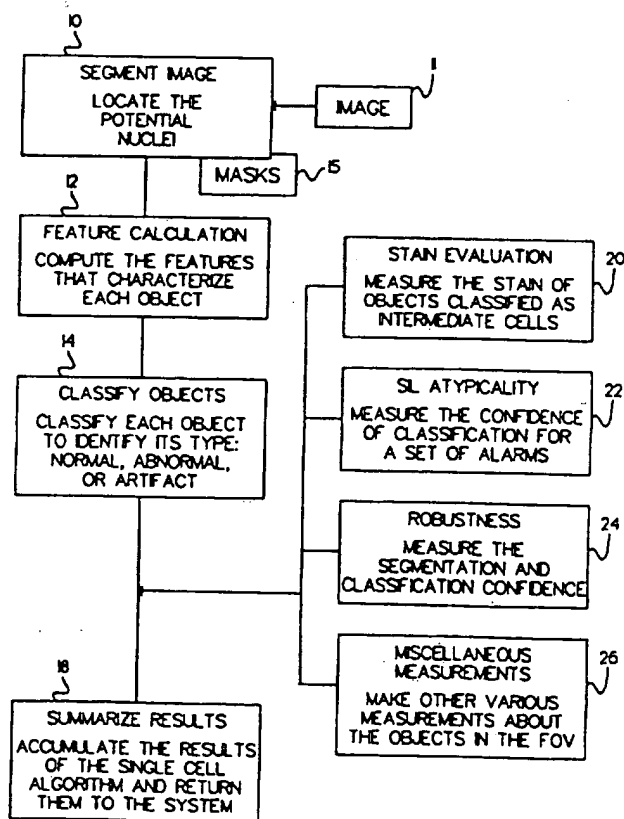 10
SEGMENT IMAGE
LOCATE THE
POTENTIAL
NUCLEI
11
IMAGE
MASKS
15
12
FEATURE CALCULATION
COMPUTE THE FEATURES
THAT CHARACTERIZE
EACH OBJECT
14
CLASSIFY OBJECTS
CLASSIFY EACH OBJECT
TO IDENTIFY ITS TYPE:
NORMAL, ABNORMAL,
OR ARTIFACT
STAIN EVALUATION
MEASURE THE STAIN OF
OBJECTS CLASSIFIED AS
INTERMEDIATE CELLS
20
SIL ATYPICALITY
MEASURE THE CONFIDENCE
OF CLASSIFICATION FOR
A SET OF ALARMS
22
ROBUSTNESS
MEASURE THE
SEGMENTATION AND
CLASSIFICATION CONFIDENCE
24
MISCELLANEOUS
MEASUREMENTS
MAKE OTHER VARIOUS
MEASUREMENTS ABOUT
THE OBJECTS IN THE FOV
26
18
SUMMARIZE RESULTS
ACCUMULATE THE RESULTS
OF THE SINGLE CELL
ALGORITHM AND RETURN
THEM TO THE SYSTEM